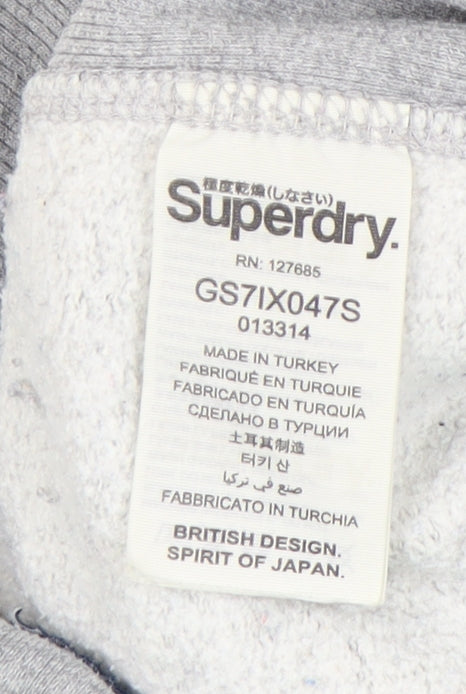 極度乾燥(しなさい)
Superdry.
RN: 127685
GS7IX047S
013314
MADE IN TURKEY
FABRIQUÉ EN TURQUIE
FABRICADO EN TURQUÍA
СДЕЛАНО В ТУРЦИИ
土耳其制造
터키 산
صنع في تركيا
FABBRICATO IN TURCHIA
BRITISH DESIGN.
SPIRIT OF JAPAN.